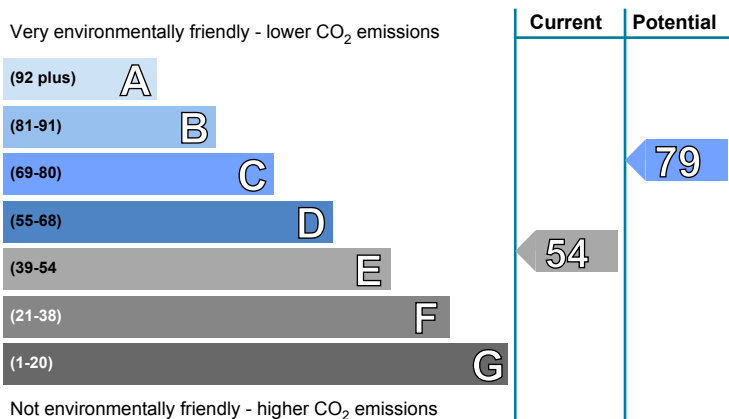 Current Potential
Very environmentally friendly - lower CO2 emissions
(92 plus) A
(81-91) B
(69-80) C
79
(55-68) D
54
(39-54 E
(21-38) F
(1-20) G
Not environmentally friendly - higher CO2 emissions